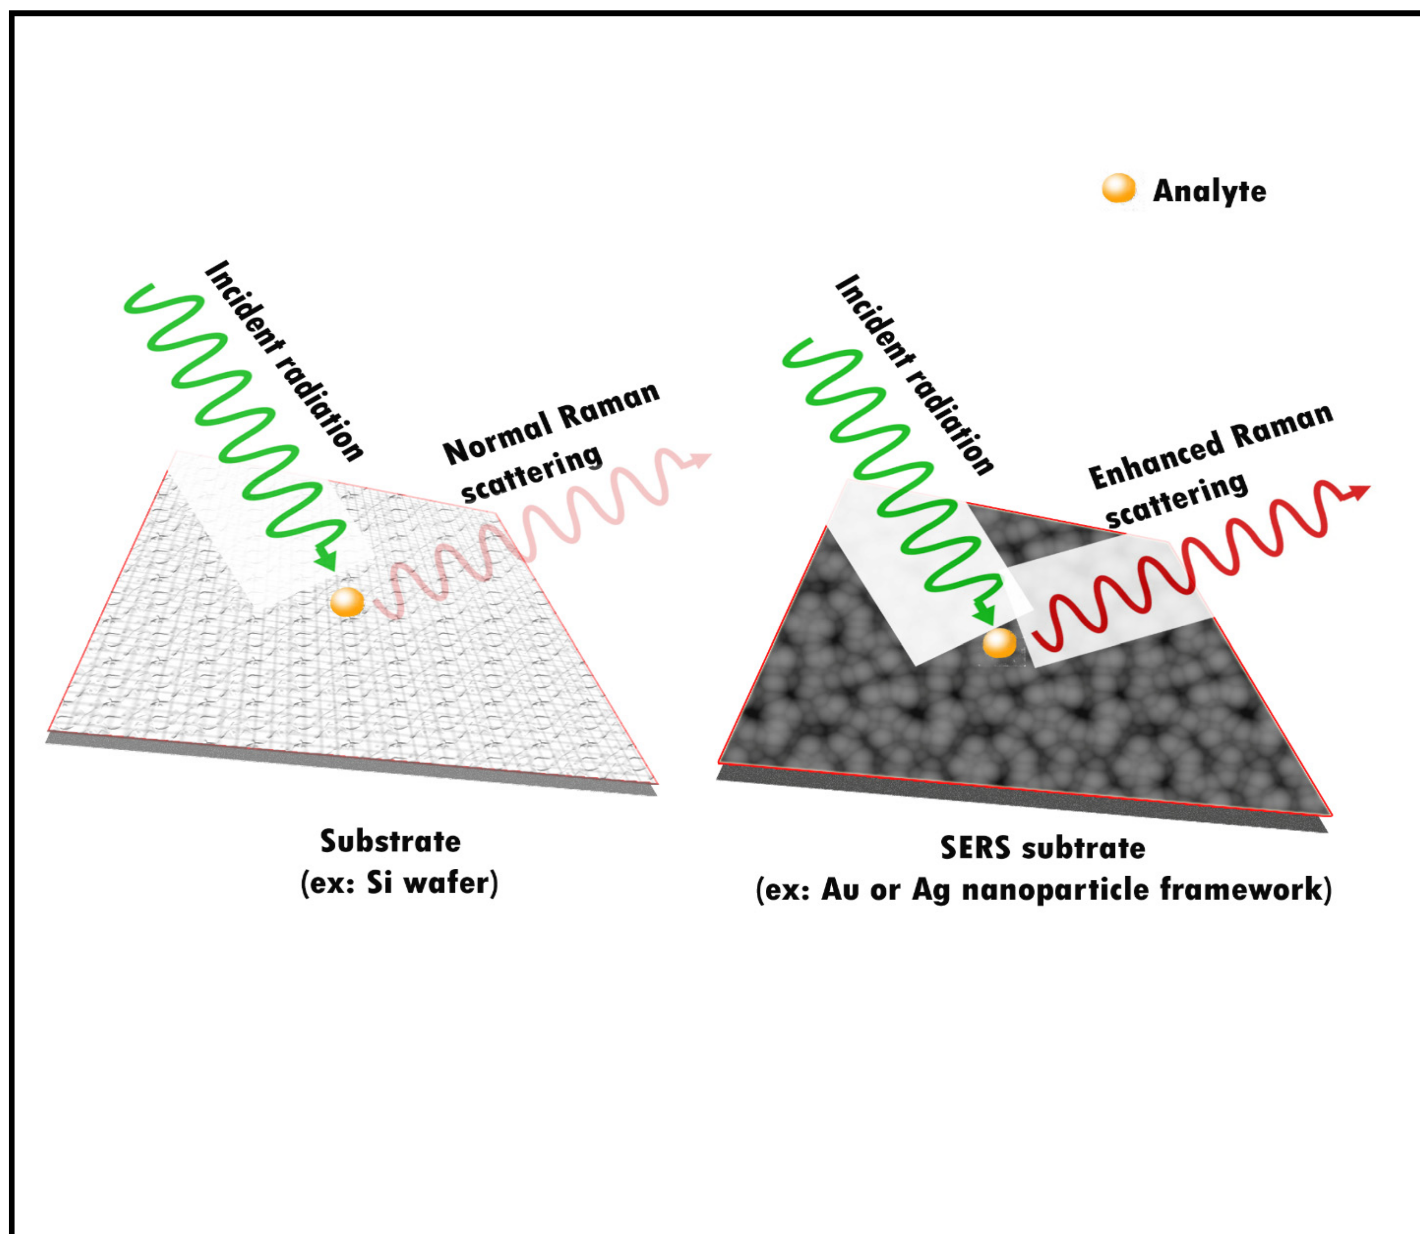 Analyte
Incident radiation
Normal Raman
scattering
Incident radiation
Enhanced Raman
scattering
Substrate
(ex: Si wafer)
SERS subtrate
(ex: Au or Ag nanoparticle framework)